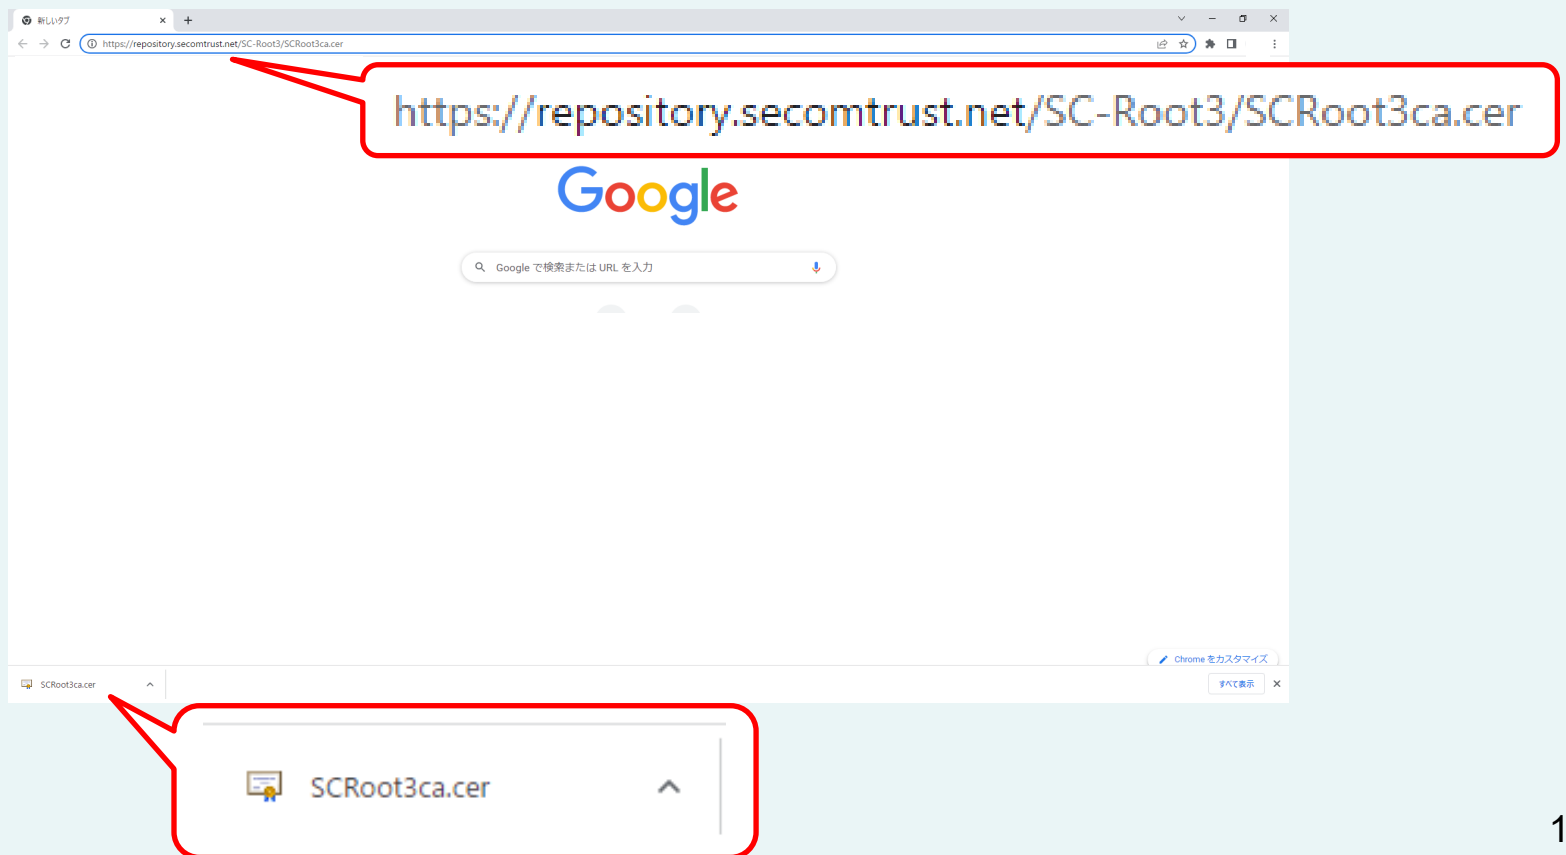 新しいタブ
https://repository.secomtrust.net/SC-Root3/SCRoot3ca.cer
https://repository.secomtrust.net/SC-Root3/SCRoot3ca.cer
Google
Google で検索または URL を入力
Chrome をカスタマイズ
SCRoot3ca.cer
すべて表示
SCRoot3ca.cer
1